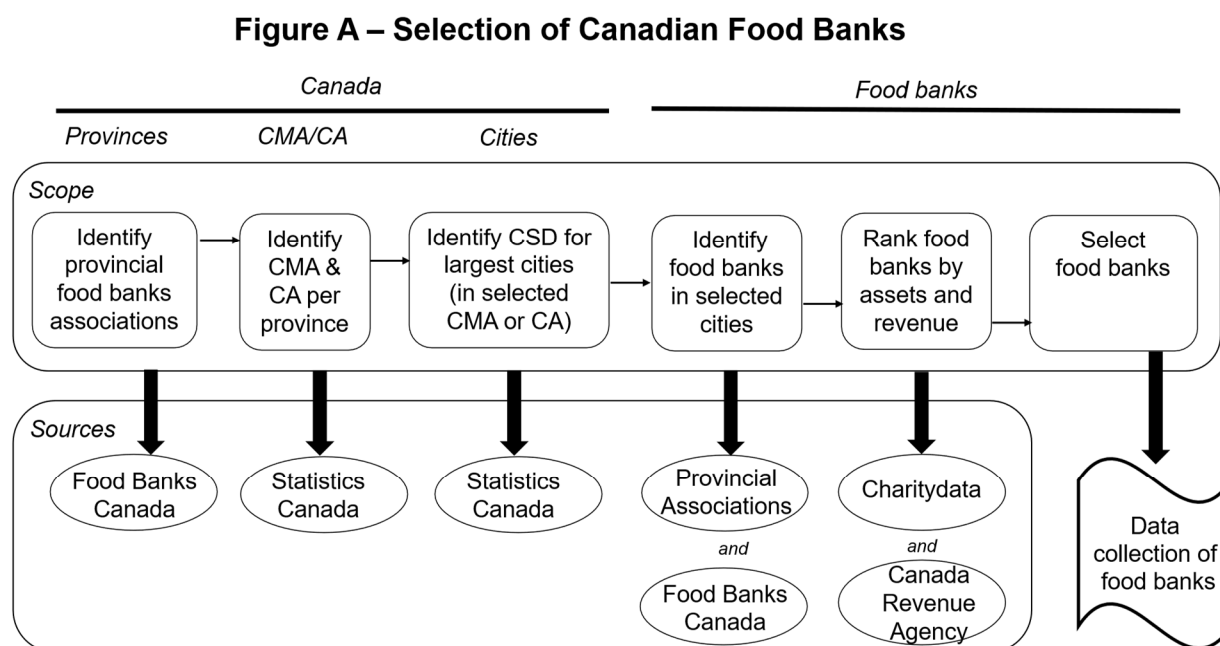 Figure A – Selection of Canadian Food Banks
Canada
Food banks
Provinces
CMA/CA
Cities
Scope
Identify
provincial
food banks
associations
Identify
CMA &
CA per
province
Identify CSD for
largest cities
(in selected
CMA or CA)
Identify
food banks
in selected
cities
Rank food
banks by
assets and
revenue
Select
food banks
Sources
Food Banks
Canada
Statistics
Canada
Statistics
Canada
Provincial
Associations
and
Food Banks
Canada
Charitydata
and
Canada
Revenue
Agency
Data
collection of
food banks